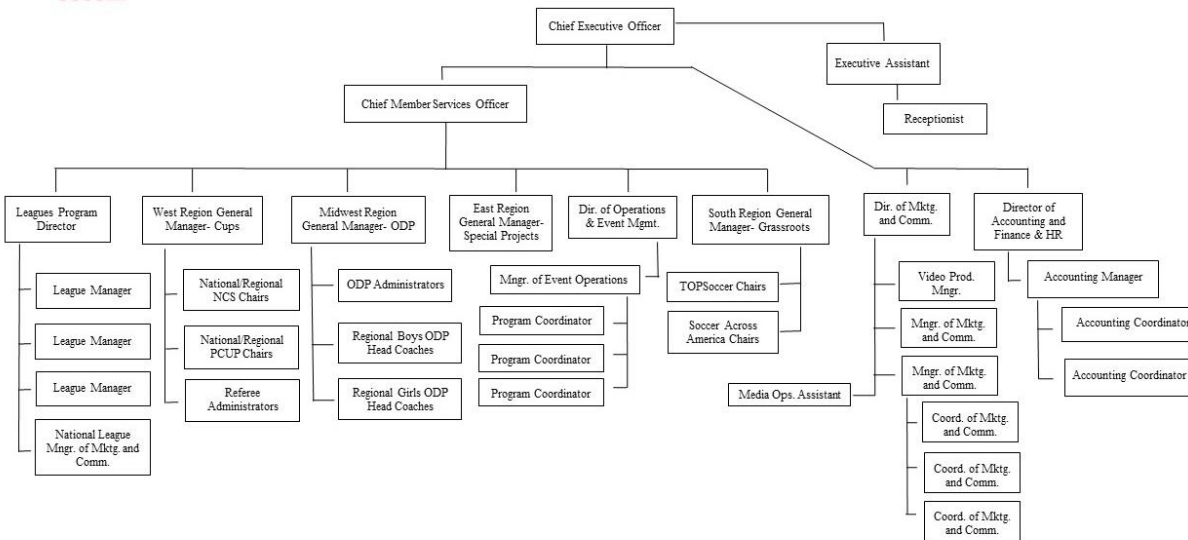 Chief Executive Officer
Executive Assistant
Receptionist
Chief Member Services Officer
Leagues Program
Director
League Manager
League Manager
League Manager
National League
Mngr. of Mktg. and
Comm.
West Region General
Manager- Cups
National/Regional
NCS Chairs
National/Regional
PCUP Chairs
Referee
Administrators
Midwest Region
General Manager- ODP
ODP Administrators
Regional Boys ODP
Head Coaches
Regional Girls ODP
Head Coaches
East Region
General Manager-
Special Projects
Dir. of Operations
& Event Mgmt.
Mngr. of Event Operations
Program Coordinator
Program Coordinator
Program Coordinator
South Region General
Manager- Grassroots
TOPSoccer Chairs
Soccer Across
America Chairs
Dir. of Mktg.
and Comm.
Video Prod.
Mngr.
Mngr. of Mktg.
and Comm.
Mngr. of Mktg.
and Comm.
Media Ops. Assistant
Coord. of Mktg.
and Comm.
Coord. of Mktg.
and Comm.
Coord. of Mktg.
and Comm.
Director of
Accounting and
Finance & HR
Accounting Manager
Accounting Coordinator
Accounting Coordinator